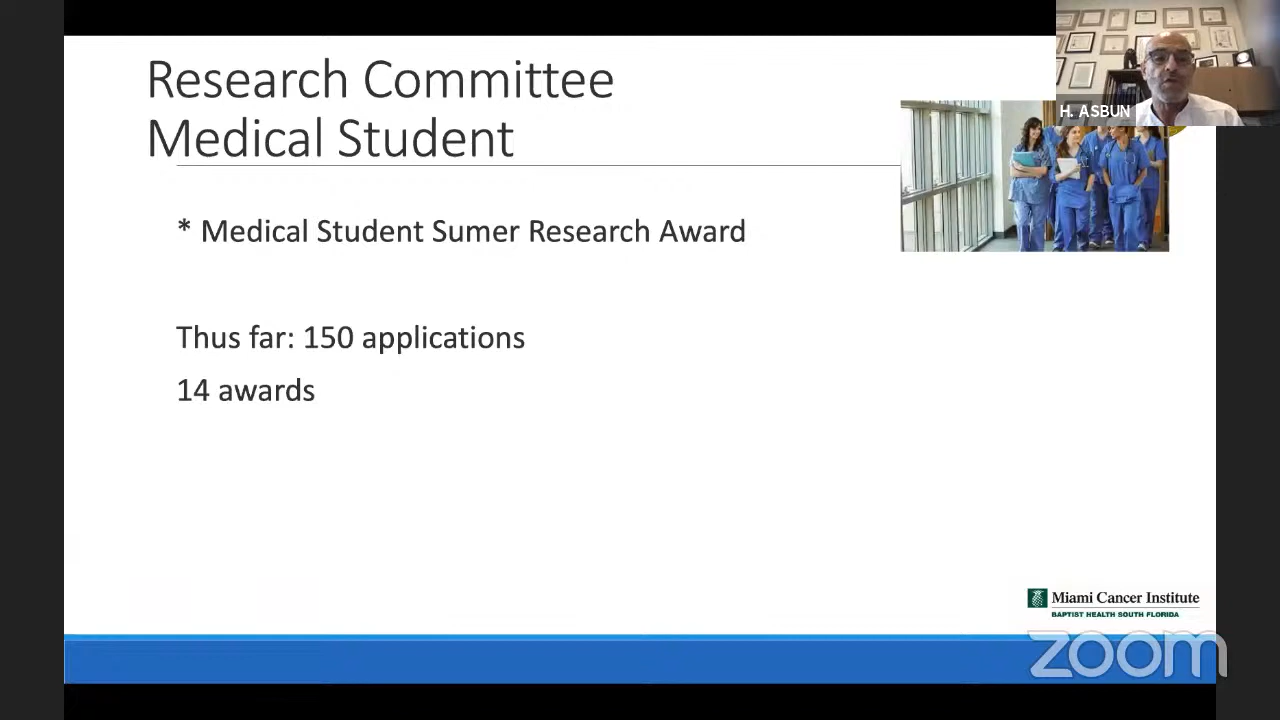 Research Committee
Medical Student
H. ASBUN
* Medical Student Sumer Research Award
Thus far: 150 applications
14 awards
Miami Cancer Institute
BAPTIST HEALTH SOUTH FLORIDA
zoom